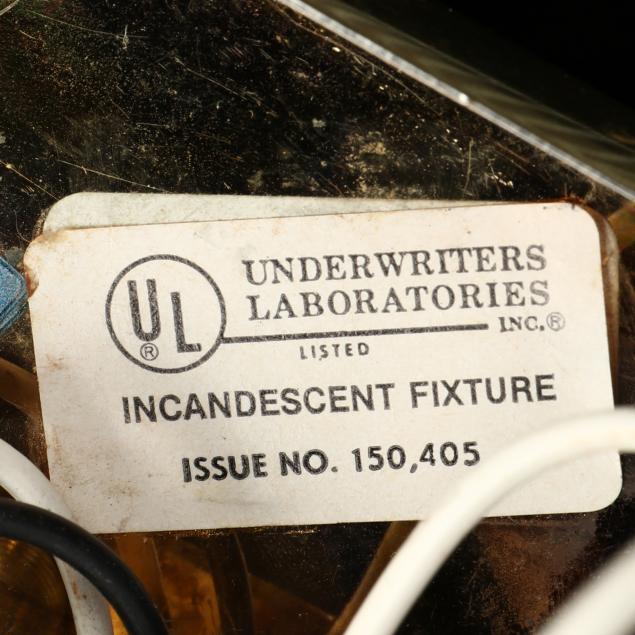 UL®
UNDERWRITERS
LABORATORIES
INC.®
LISTED
INCANDESCENT FIXTURE
ISSUE NO. 150,405